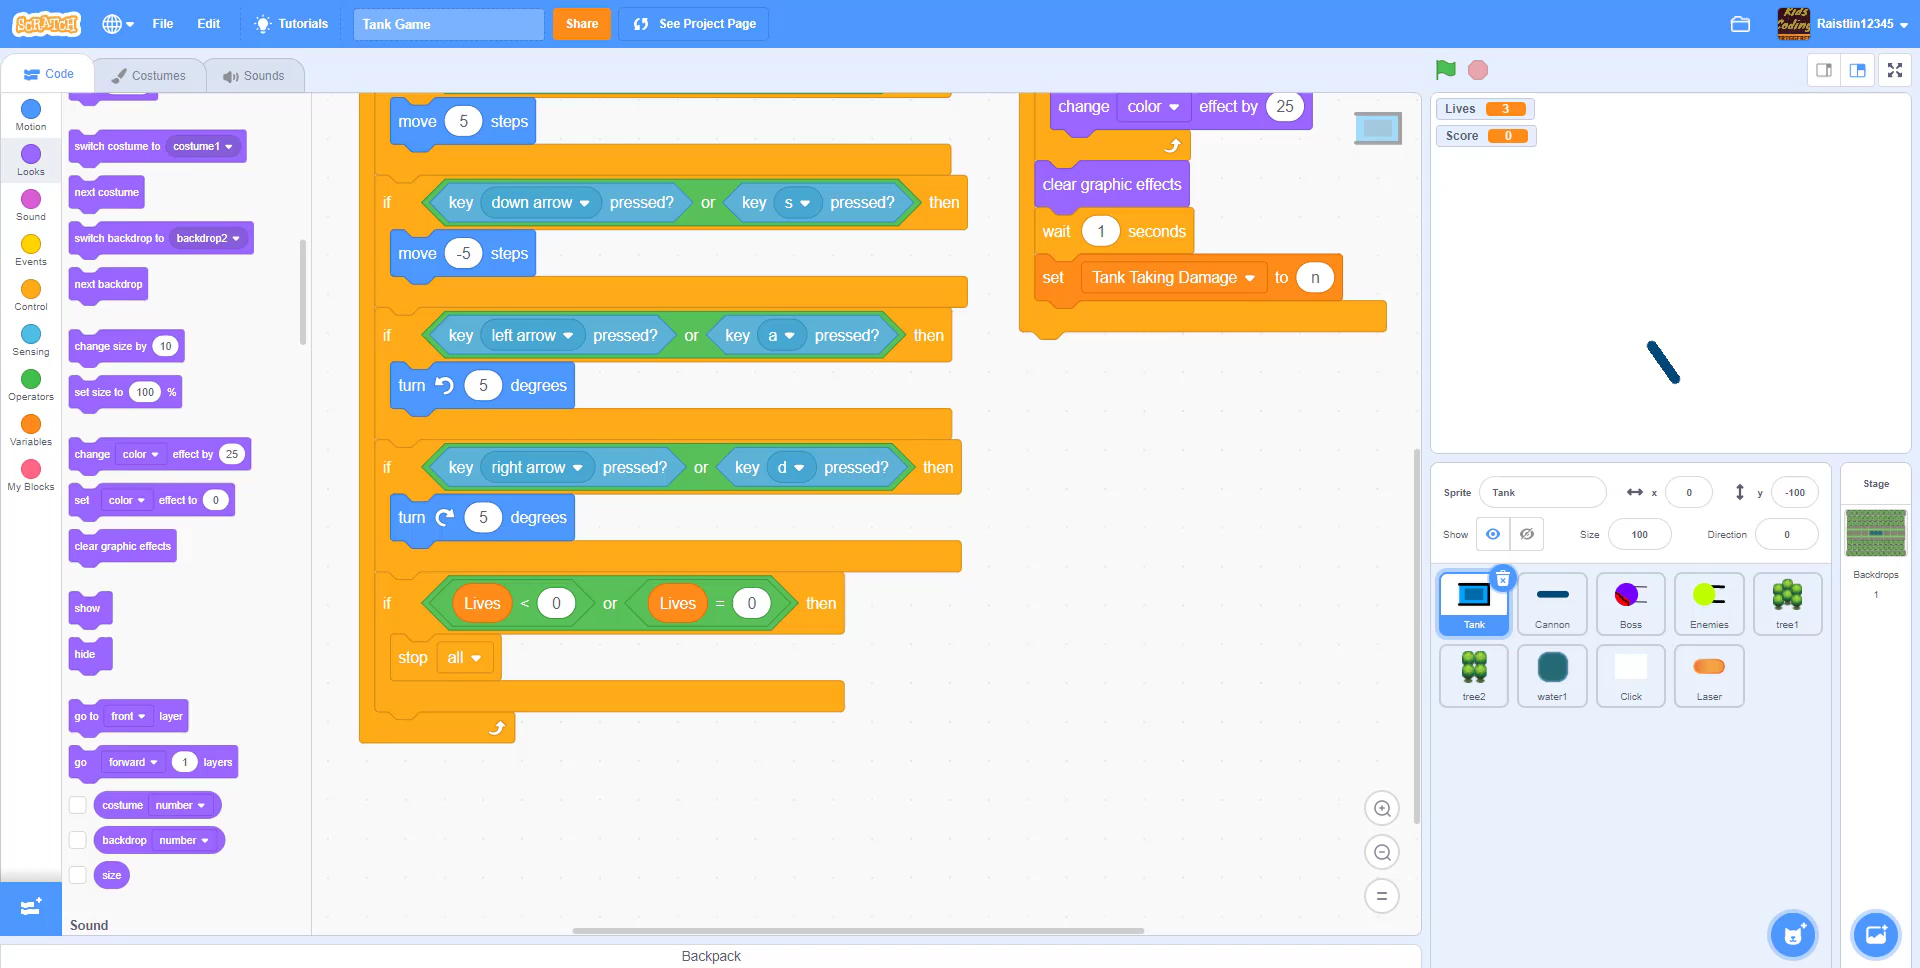 SCRATCH
File
Edit
Tutorials
Tank Game
Share
See Project Page
Kids
Coding
Raistlin12345
Code
Costumes
Sounds
Motion
Looks
Sound
Events
Control
Sensing
Operators
Variables
My Blocks
switch costume to costume1
next costume
switch backdrop to backdrop2
next backdrop
change size by 10
set size to 100 %
change color effect by 25
set color effect to 0
clear graphic effects
show
hide
go to front layer
go forward 1 layers
costume number
backdrop number
size
Sound
move 5 steps
if key down arrow pressed? or key s pressed? then
move -5 steps
if key left arrow pressed? or key a pressed? then
turn 5 degrees
if key right arrow pressed? or key d pressed? then
turn 5 degrees
if Lives < 0 or Lives = 0 then
stop all
change color effect by 25
clear graphic effects
wait 1 seconds
set Tank Taking Damage to n
Backpack
Lives 3
Score 0
Sprite Tank x 0 y -100
Show Size 100 Direction 0
Tank
Cannon
Boss
Enemies
tree1
tree2
water1
Click
Laser
Stage
Backdrops
1